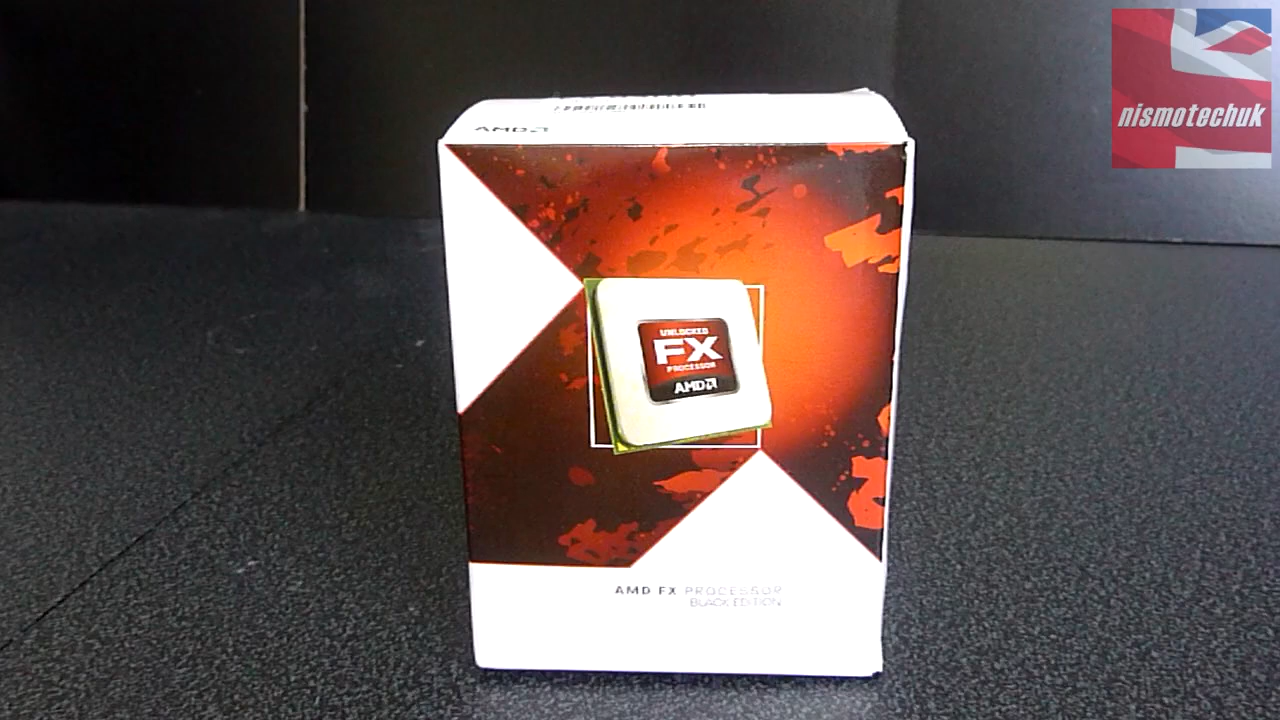 nismotechuk
AMD
UNLOCKED
FX
PROCESSOR
AMD
AMD FX PROCESSOR
BLACK EDITION